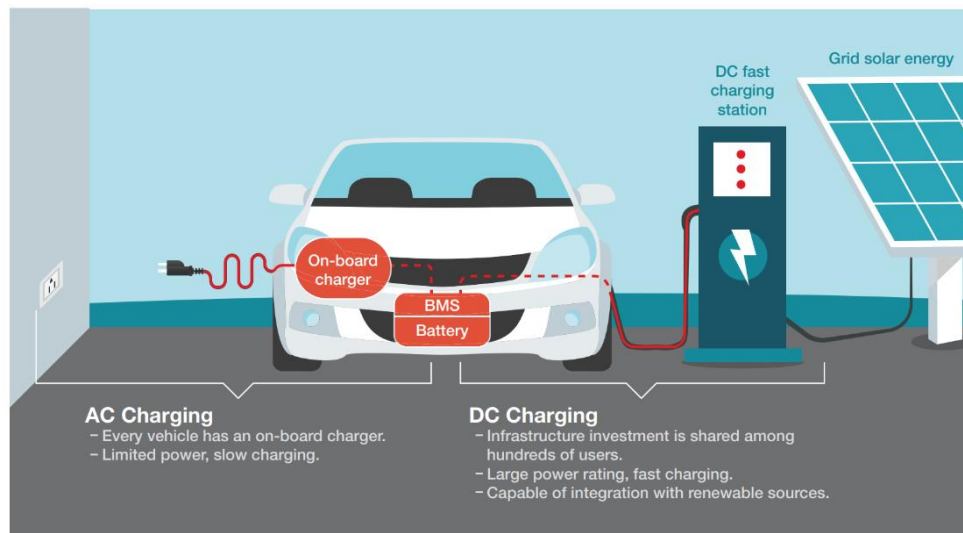 Grid solar energy
DC fast
charging
station
On-board
charger
BMS
Battery
AC Charging
– Every vehicle has an on-board charger.
– Limited power, slow charging.
DC Charging
– Infrastructure investment is shared among
hundreds of users.
– Large power rating, fast charging.
– Capable of integration with renewable sources.